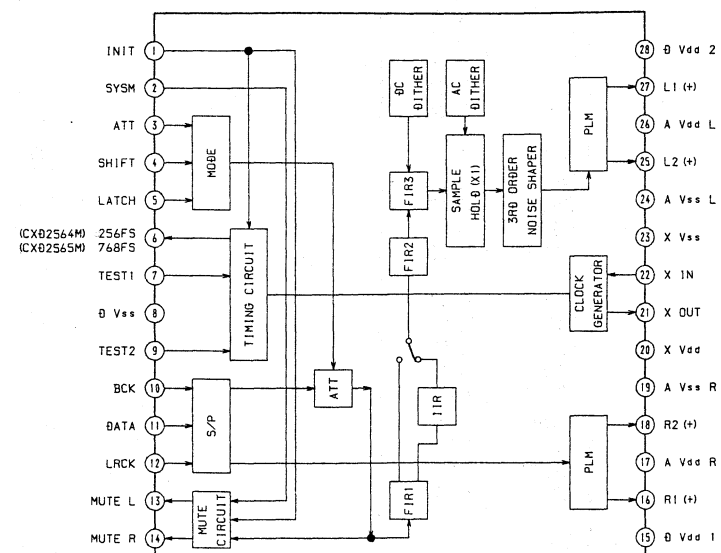 INIT 1
SYSM 2
ATT 3
SHIFT 4
LATCH 5
(CXD2564M) 256FS 6
(CXD2565M) 768FS
TEST1 7
D Vss 8
TEST2 9
BCK 10
DATA 11
LRCK 12
MUTE L 13
MUTE R 14
MODE
TIMING CIRCUIT
S/P
MUTE
CIRCUIT
ATT
DC
DITHER
AC
DITHER
FIR3
FIR2
SAMPLE
HOLD (X1)
3RD ORDER
NOISE SHAPER
PLM
CLOCK
GENERATOR
IIR
FIR1
PLM
28 D Vdd 2
27 L1 (+)
26 A Vdd L
25 L2 (+)
24 A Vss L
23 X Vss
22 X IN
21 X OUT
20 X Vdd
19 A Vss R
18 R2 (+)
17 A Vdd R
16 R1 (+)
15 D Vdd 1